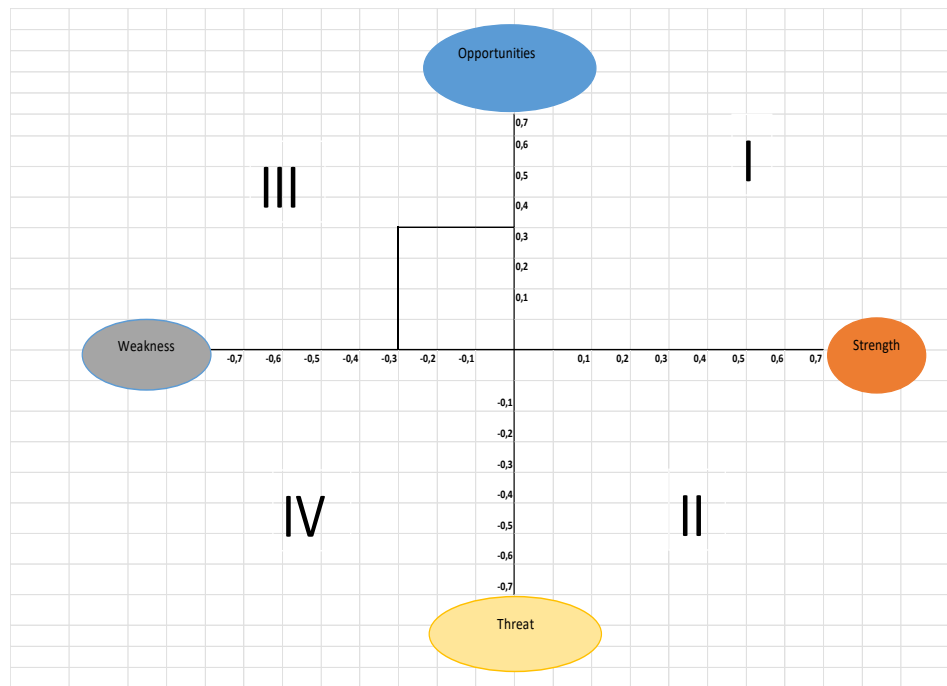 Opportunities
0,7
0,6
I
0,5
III
0,4
0,3
0,2
0,1
Weakness
Strength
-0,7 -0,6 -0,5 -0,4 -0,3 -0,2 -0,1 0,1 0,2 0,3 0,4 0,5 0,6 0,7
-0,1
-0,2
-0,3
-0,4
IV
II
-0,5
-0,6
-0,7
Threat